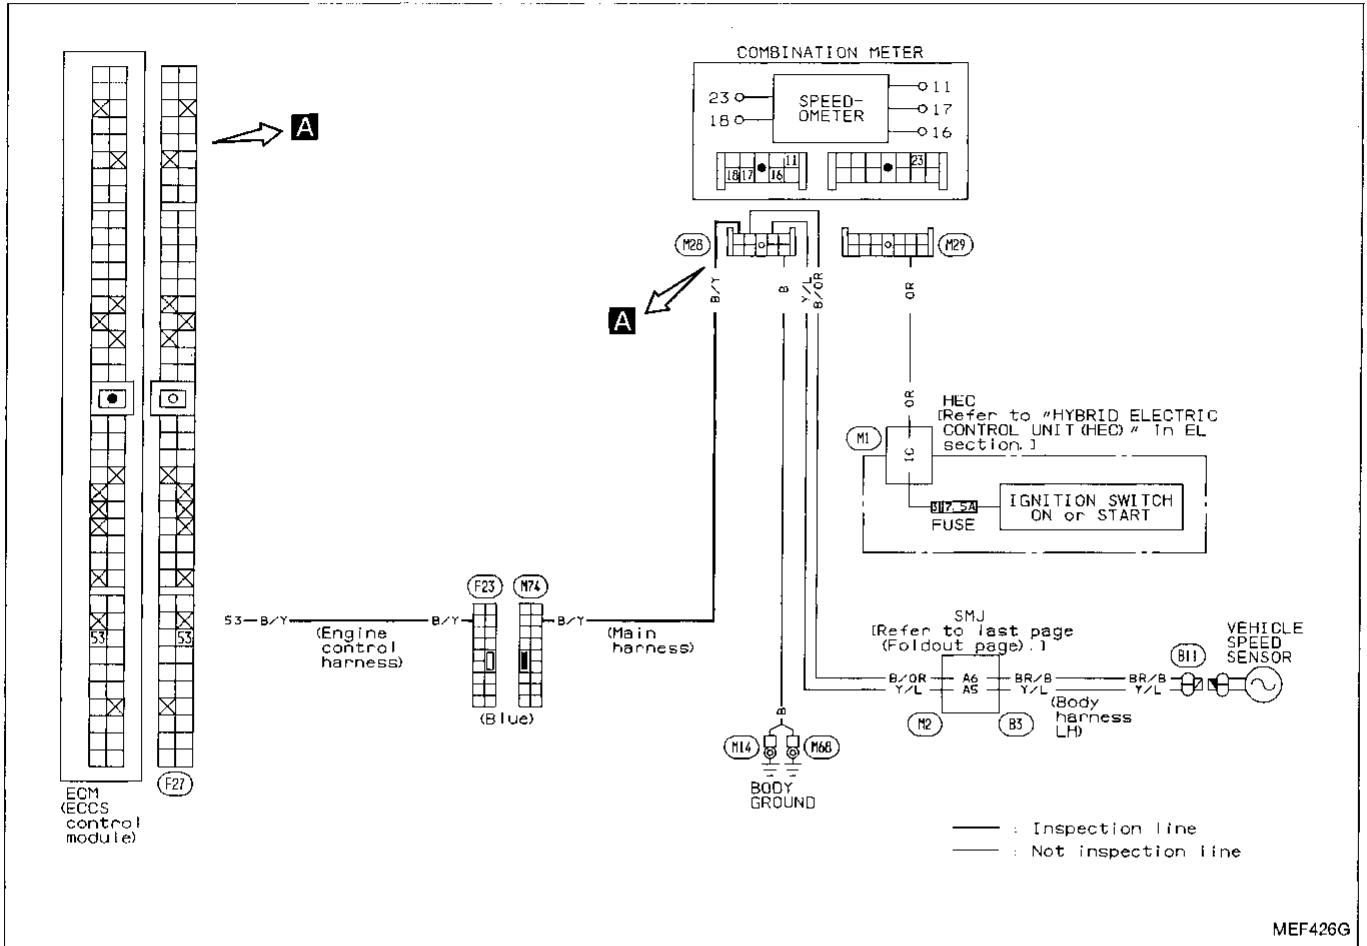 COMBINATION METER
23
18
SPEED-
OMETER
11
17
16
11
18 17 16
23
A
M28
M29
A
B/Y
B
Y/L
B/OR
OR
OR
HEC
[Refer to "HYBRID ELECTRIC
CONTROL UNIT (HEC)" in EL
section.]
M1
1C
31 7.5A
FUSE
IGNITION SWITCH
ON or START
53
53
F27
ECM
(ECCS
control
module)
53 B/Y
(Engine
control
harness)
B/Y
F23
M74
(Blue)
B/Y
(Main
harness)
SMJ
[Refer to last page
(Foldout page).]
B/OR A6 BR/B
Y/L A5 Y/L
M2
B3
(Body
harness
LH)
BR/B
Y/L
B11
VEHICLE
SPEED
SENSOR
B
M14
M68
BODY
GROUND
: Inspection line
: Not inspection line
MEF426G